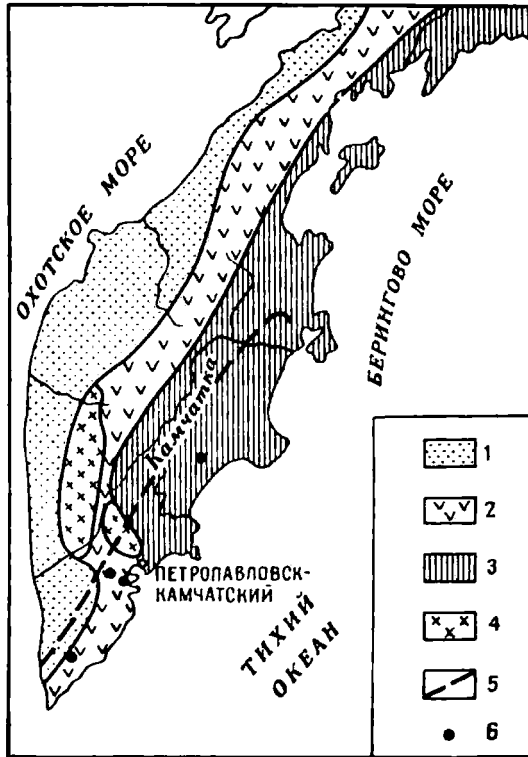 ОХОТСКОЕ МОРЕ
БЕРИНГОВО МОРЕ
Камчатка
ПЕТРОПАВЛОВСК-
КАМЧАТСКИЙ
ТИХИЙ
ОКЕАН
1
2
3
4
5
6